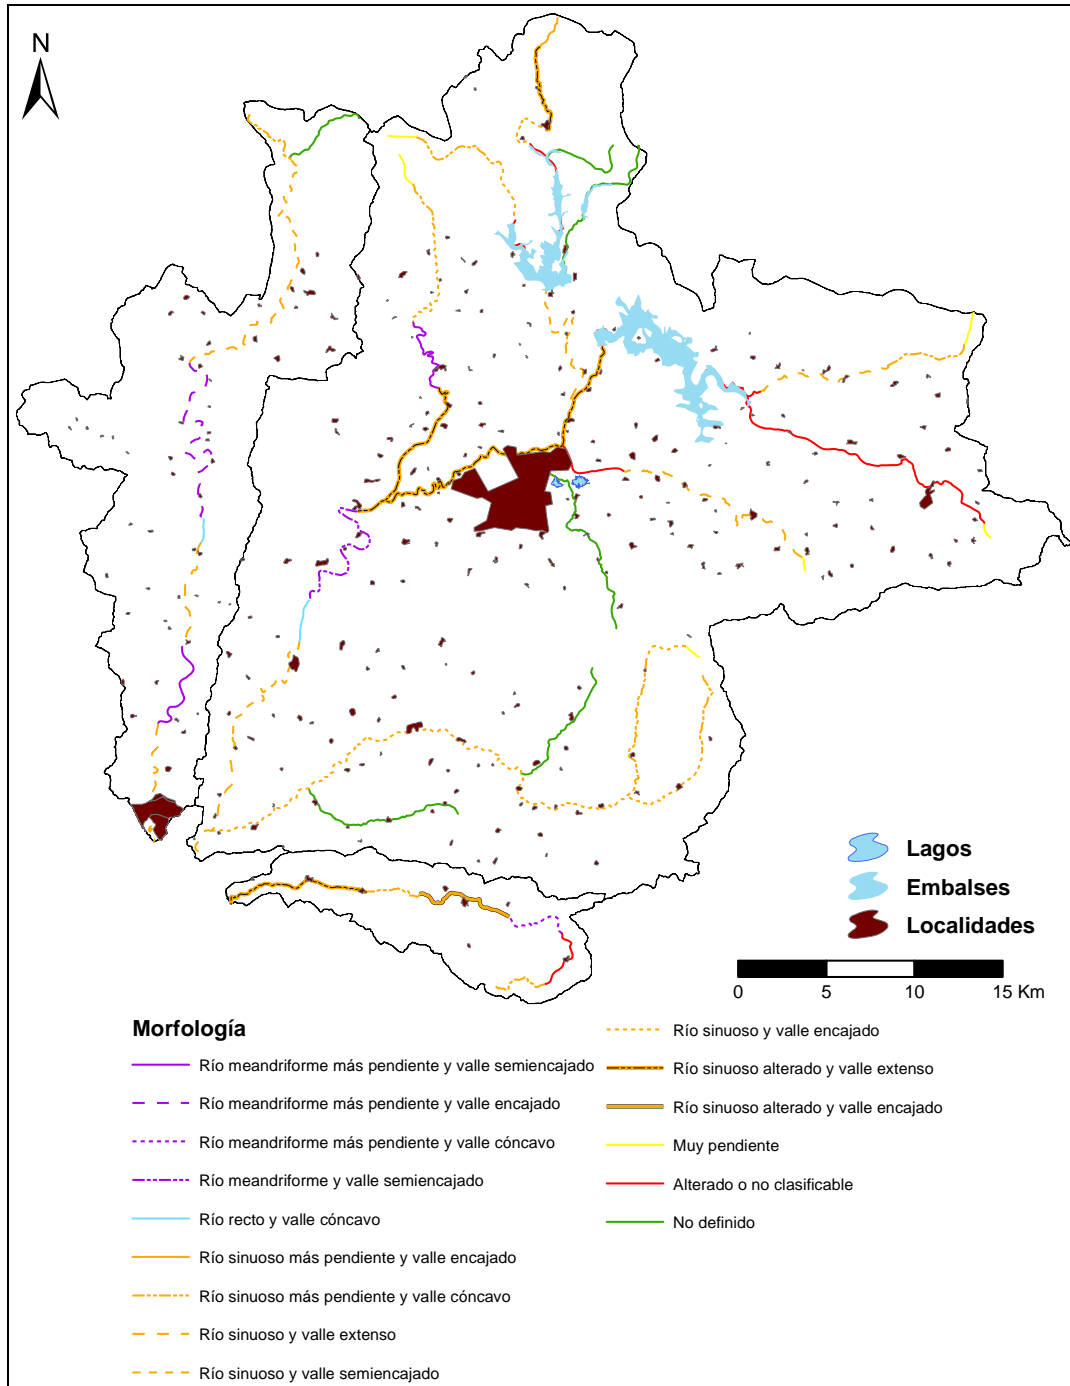 N
Lagos
Embalses
Localidades
0 5 10 15 Km
Morfología
Río meandriforme más pendiente y valle semiencajado
Río meandriforme más pendiente y valle encajado
Río meandriforme más pendiente y valle cóncavo
Río meandriforme y valle semiencajado
Río recto y valle cóncavo
Río sinuoso más pendiente y valle encajado
Río sinuoso más pendiente y valle cóncavo
Río sinuoso y valle extenso
Río sinuoso y valle semiencajado
Río sinuoso y valle encajado
Río sinuoso alterado y valle extenso
Río sinuoso alterado y valle encajado
Muy pendiente
Alterado o no clasificable
No definido